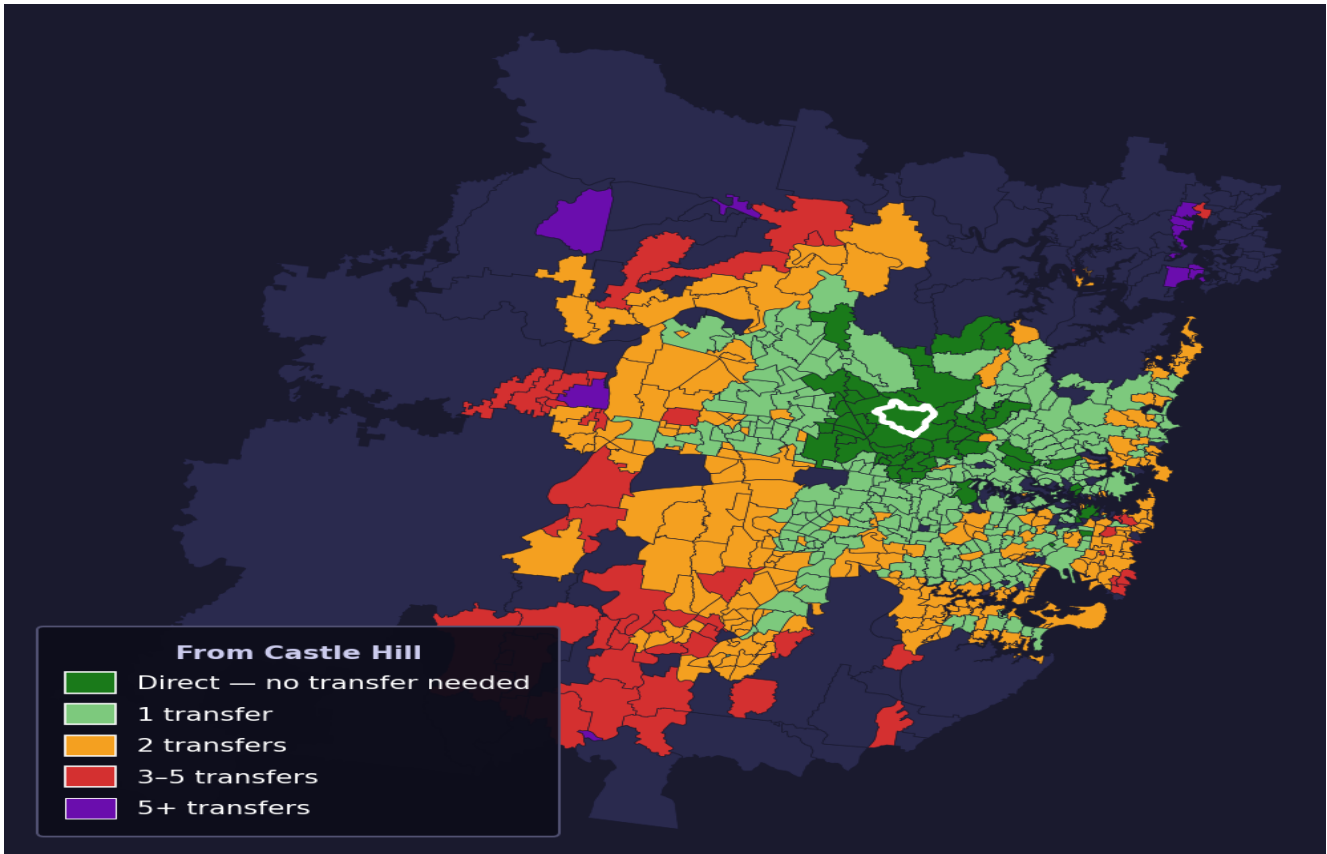 From Castle Hill
Direct — no transfer needed
1 transfer
2 transfers
3–5 transfers
5+ transfers